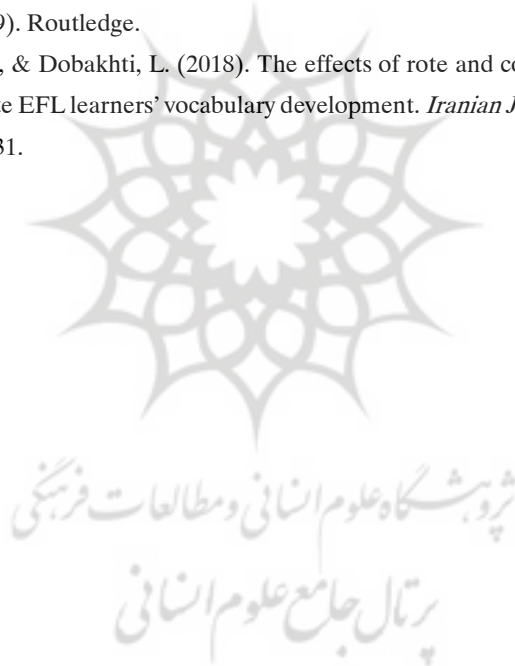 9). Routledge.
, & Dobakhti, L. (2018). The effects of rote and co
te EFL learners’ vocabulary development. Iranian J
31.
پژوهشگاه علوم انسانی و مطالعات فرهنگی
پرتال جامع علوم انسانی